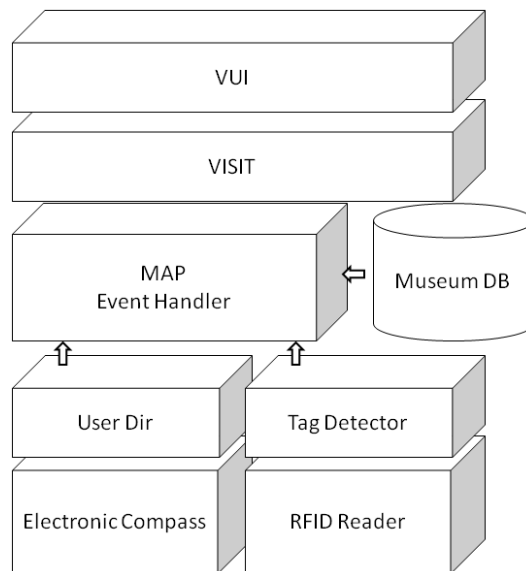 VUI
VISIT
MAP
Event Handler
Museum DB
User Dir
Tag Detector
Electronic Compass
RFID Reader